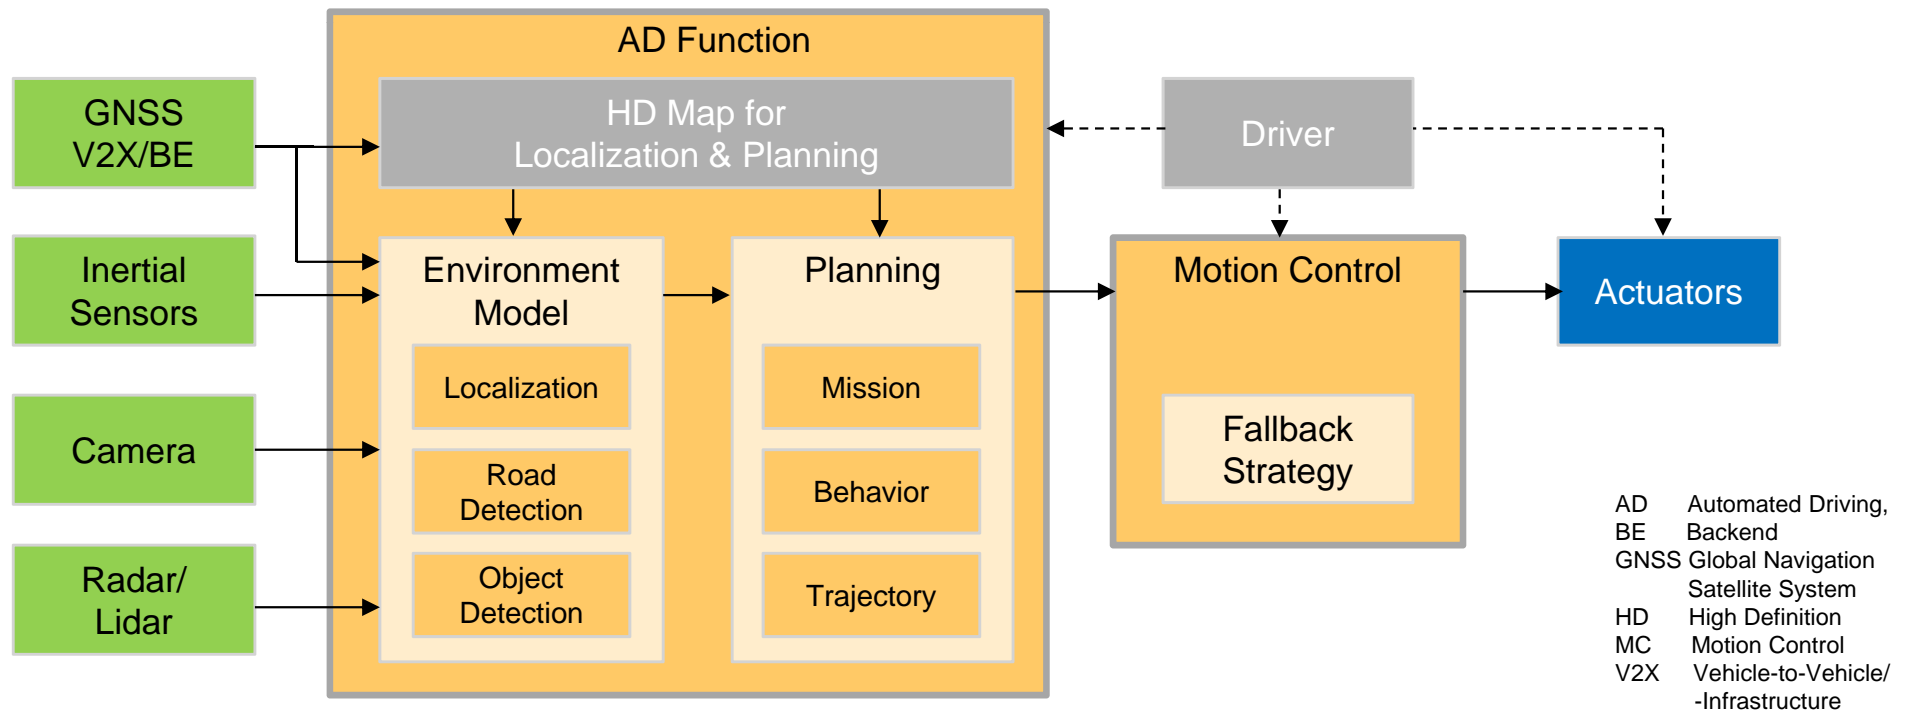 AD Function
GNSS
V2X/BE
HD Map for
Localization & Planning
Driver
Inertial
Sensors
Environment
Model
Planning
Motion Control
Actuators
Localization
Mission
Camera
Road
Detection
Behavior
Fallback
Strategy
Radar/
Lidar
Object
Detection
Trajectory
AD Automated Driving,
BE Backend
GNSS Global Navigation
Satellite System
HD High Definition
MC Motion Control
V2X Vehicle-to-Vehicle/
-Infrastructure